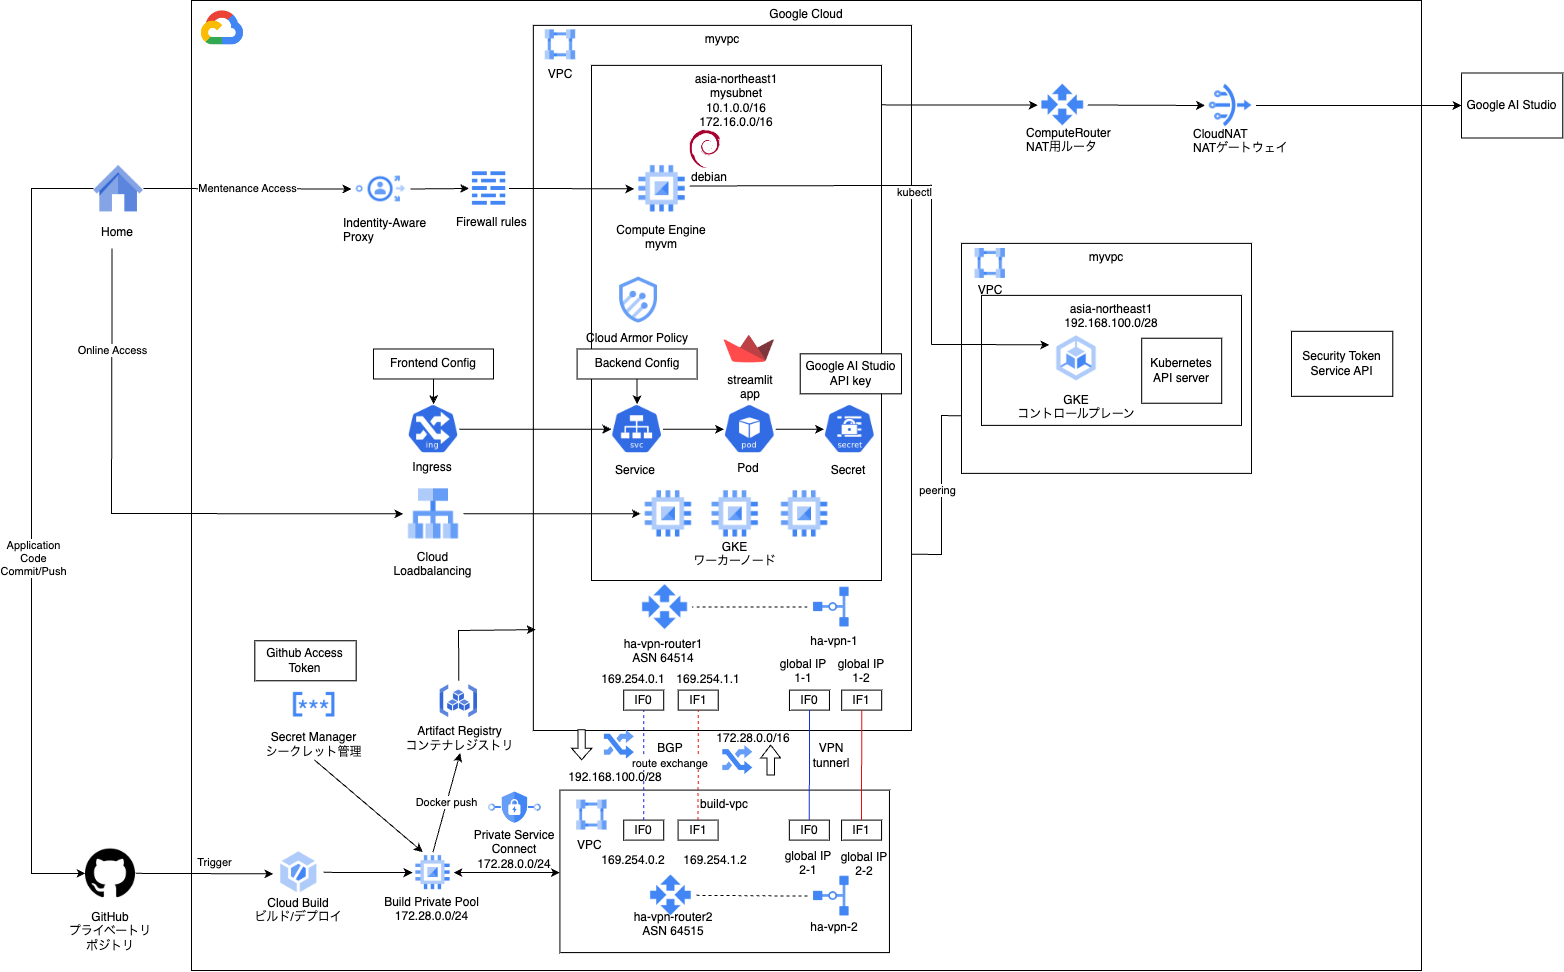 Google Cloud
myvpc
VPC
asia-northeast1
mysubnet
10.1.0.0/16
172.16.0.0/16
debian
ComputeRouter
NAT用ルータ
CloudNAT
NATゲートウェイ
Google AI Studio
Home
Mentenance Access
Indentity-Aware
Proxy
Firewall rules
Compute Engine
myvm
kubectl
myvpc
VPC
asia-northeast1
192.168.100.0/28
GKE
コントロールプレーン
Kubernetes
API server
Security Token
Service API
Online Access
Cloud Armor Policy
Frontend Config
Backend Config
streamlit
app
Google AI Studio
API key
ing
Ingress
svc
Service
pod
Pod
secret
Secret
peering
Cloud
Loadbalancing
GKE
ワーカーノード
Application
Code
Commit/Push
ha-vpn-router1
ASN 64514
ha-vpn-1
169.254.0.1
169.254.1.1
global IP
1-1
global IP
1-2
IF0
IF1
IF0
IF1
Github Access
Token
[***]
Secret Manager
シークレット管理
Artifact Registry
コンテナレジストリ
BGP
route exchange
192.168.100.0/28
172.28.0.0/16
VPN
tunnerl
Docker push
Private Service
Connect
172.28.0.0/24
build-vpc
VPC
IF0
IF1
IF0
IF1
169.254.0.2
169.254.1.2
global IP
2-1
global IP
2-2
ha-vpn-router2
ASN 64515
ha-vpn-2
Trigger
GitHub
プライベートリ
ポジトリ
Cloud Build
ビルド/デプロイ
Build Private Pool
172.28.0.0/24